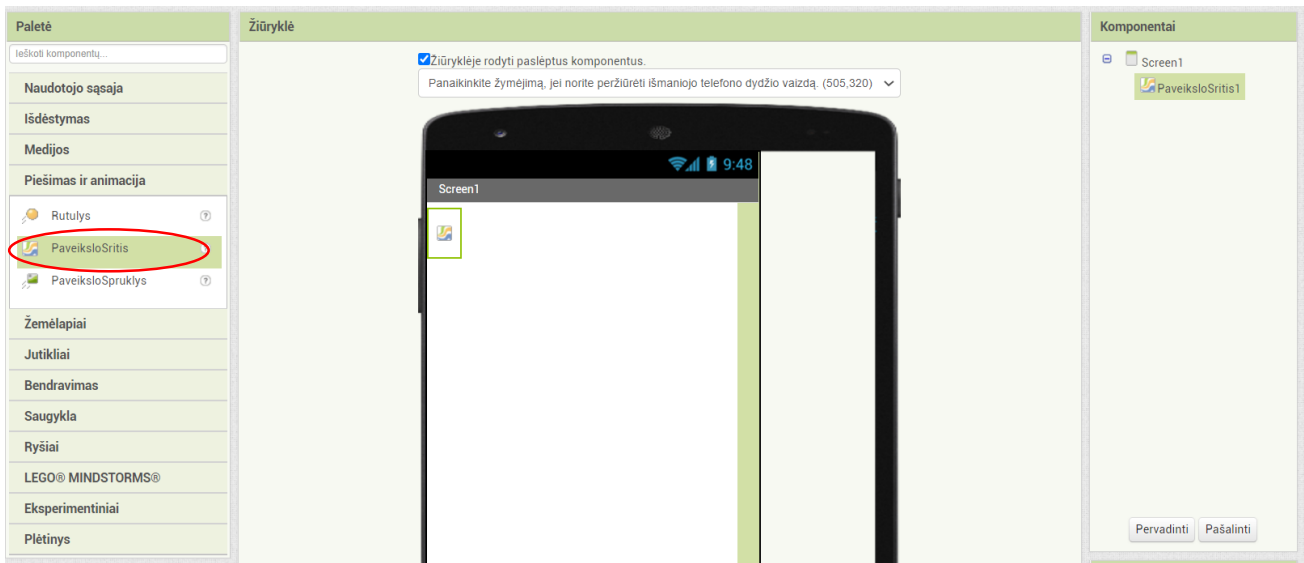 Paletė
Ieškoti komponentų...
Naudotojo sąsaja
Išdėstymas
Medijos
Piešimas ir animacija
Rutulys
PaveiksloSritis
PaveiksloSpruklys
Žemėlapiai
Jutikliai
Bendravimas
Saugykla
Ryšiai
LEGO® MINDSTORMS®
Eksperimentiniai
Plėtinys
Žiūryklė
Žiūryklėje rodyti paslėptus komponentus.
Panaikinkite žymėjimą, jei norite peržiūrėti išmaniojo telefono dydžio vaizdą. (505,320)
9:48
Screen1
Komponentai
Screen1
PaveiksloSritis1
Pervadinti Pašalinti